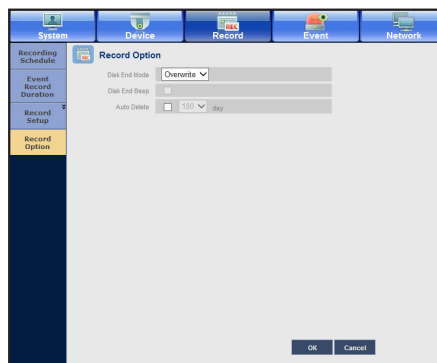 System
Device
REC
Record
Event
Network
Recording
Schedule
Event
Record
Duration
Record
Setup
Record
Option
Record Option
Disk End Mode Overwrite
Disk End Beep
Auto Delete 180 day
OK Cancel